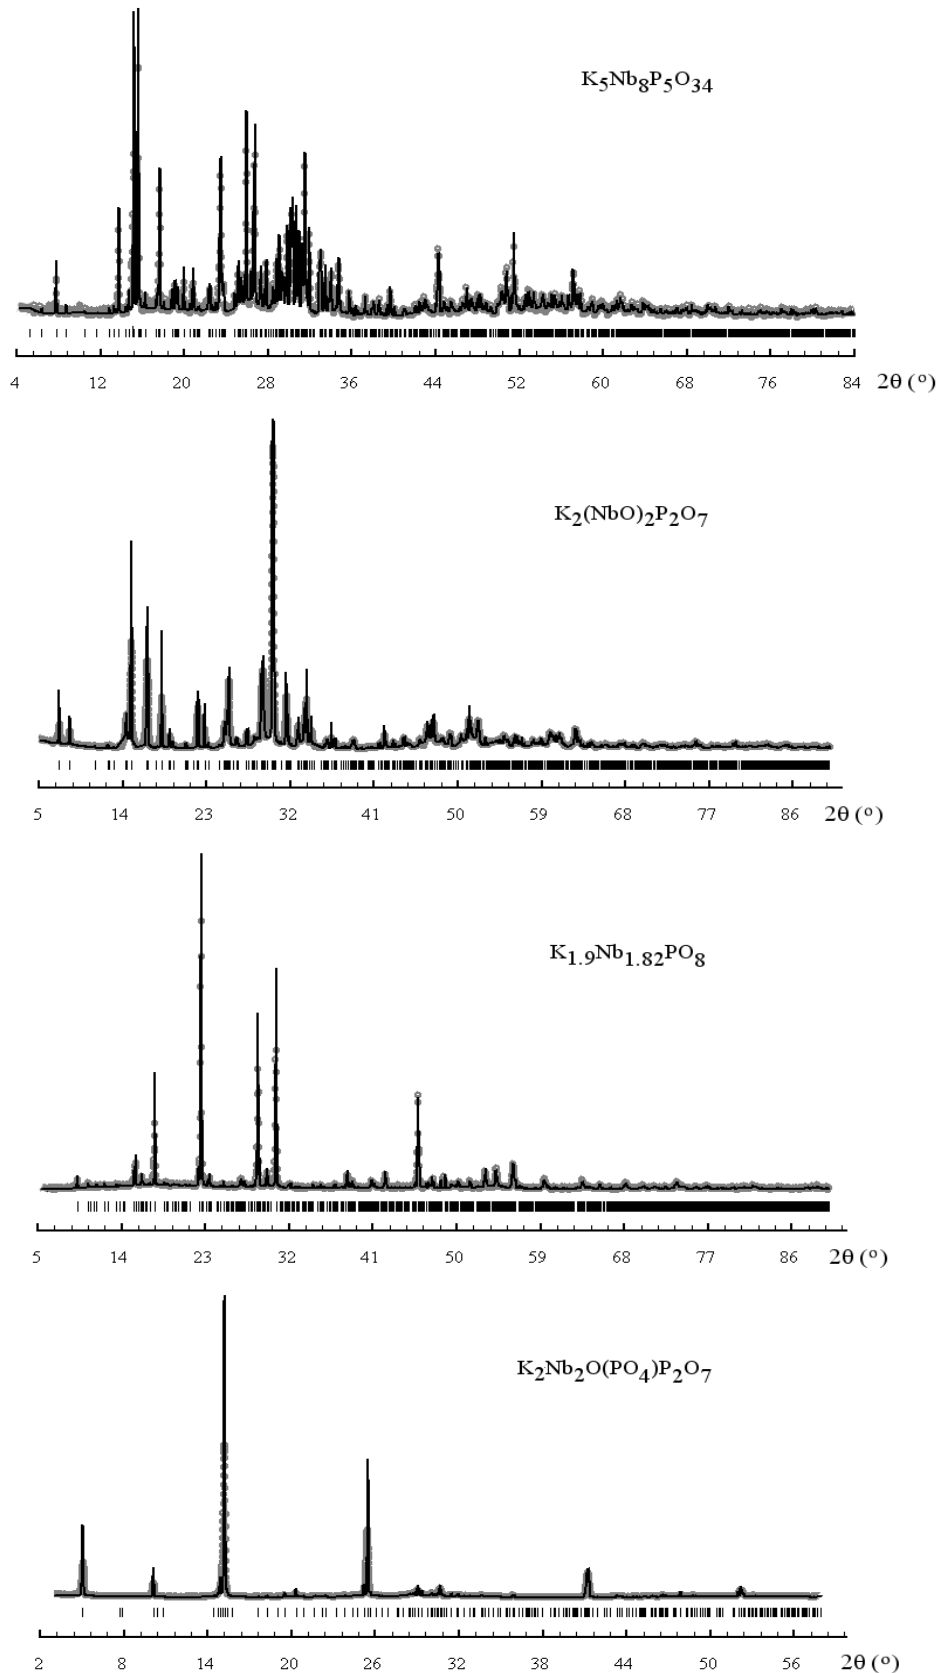 K5Nb8P5O34
4 12 20 28 36 44 52 60 68 76 84 2θ (°)
K2(NbO)2P2O7
5 14 23 32 41 50 59 68 77 86 2θ (°)
K1.9Nb1.82PO8
5 14 23 32 41 50 59 68 77 86 2θ (°)
K2Nb2O(PO4)P2O7
2 8 14 20 26 32 38 44 50 56 2θ (°)